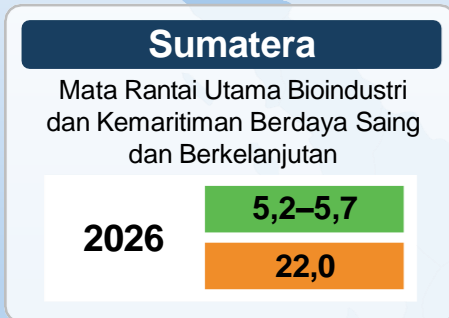 Sumatera
Mata Rantai Utama Bioindustri
dan Kemaritiman Berdaya Saing
dan Berkelanjutan
2026
5,2–5,7
22,0